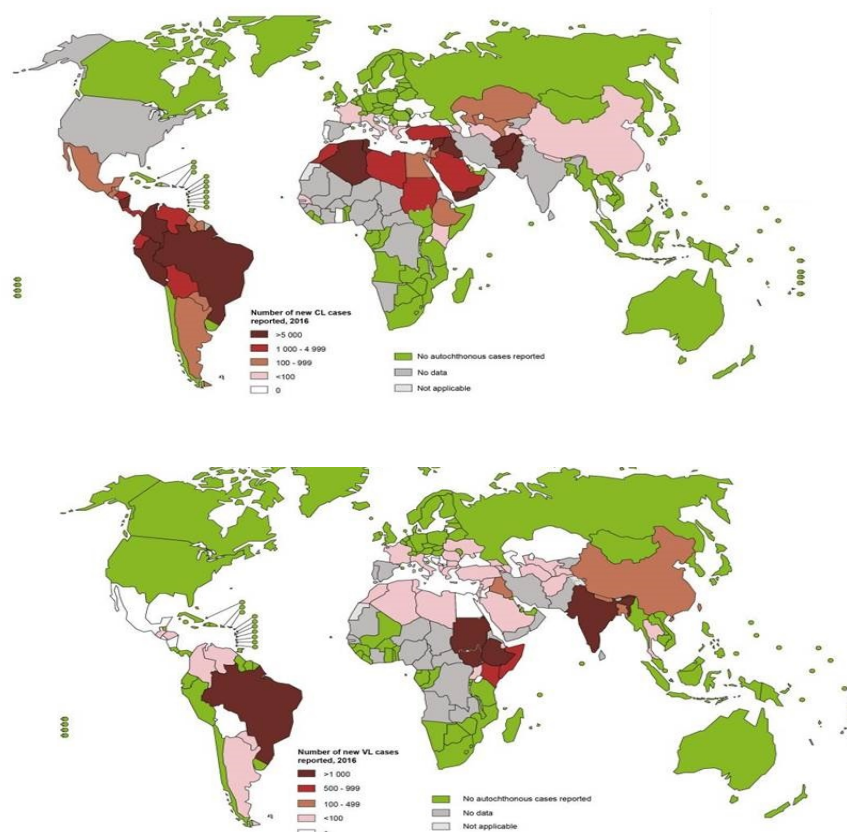 Number of new CL cases
reported, 2016
>5 000
1 000 - 4 999
100 - 999
<100
0
No autochthonous cases reported
No data
Not applicable
Number of new VL cases
reported, 2016
>1 000
500 - 999
100 - 499
<100
No autochthonous cases reported
No data
Not applicable